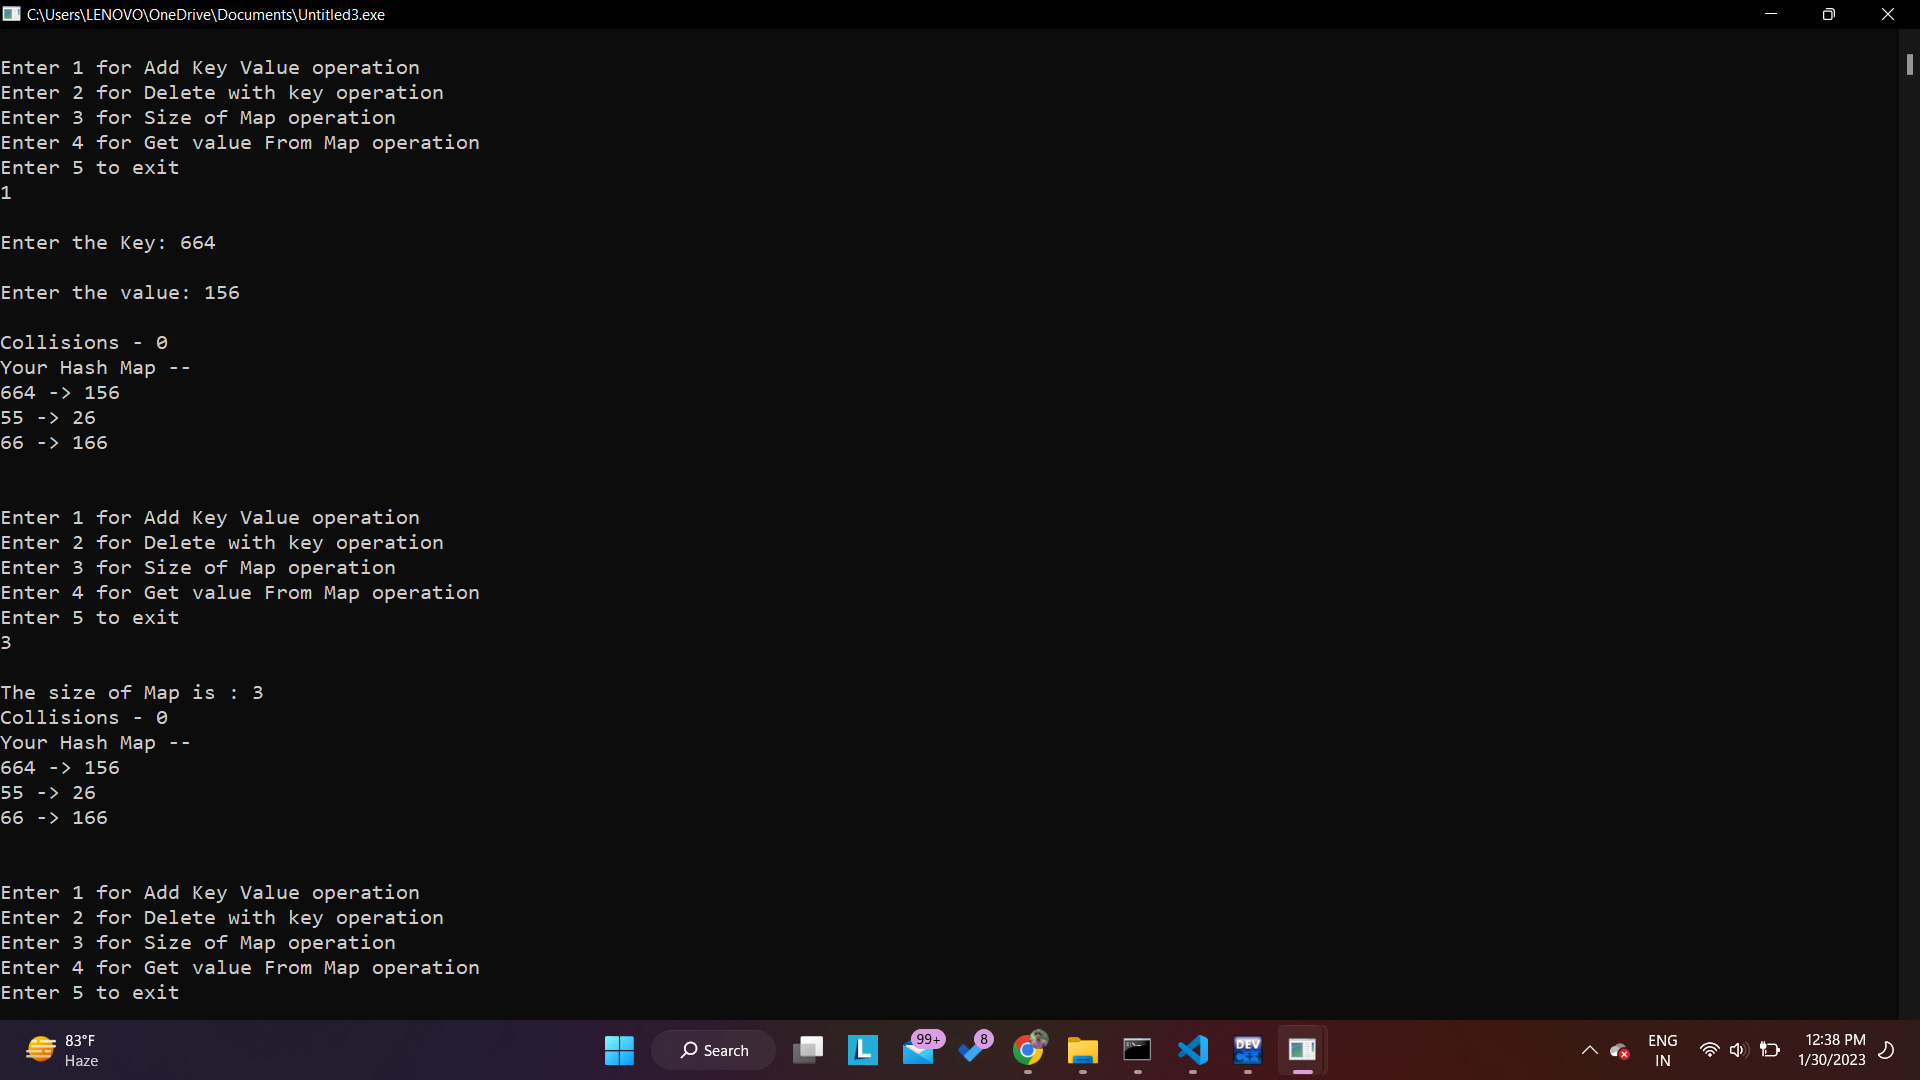 C:\Users\LENOVO\OneDrive\Documents\Untitled3.exe
Enter 1 for Add Key Value operation
Enter 2 for Delete with key operation
Enter 3 for Size of Map operation
Enter 4 for Get value From Map operation
Enter 5 to exit
1
Enter the Key: 664
Enter the value: 156
Collisions - 0
Your Hash Map --
664 -> 156
55 -> 26
66 -> 166
Enter 1 for Add Key Value operation
Enter 2 for Delete with key operation
Enter 3 for Size of Map operation
Enter 4 for Get value From Map operation
Enter 5 to exit
3
The size of Map is : 3
Collisions - 0
Your Hash Map --
664 -> 156
55 -> 26
66 -> 166
Enter 1 for Add Key Value operation
Enter 2 for Delete with key operation
Enter 3 for Size of Map operation
Enter 4 for Get value From Map operation
Enter 5 to exit
83°F
Haze
Search
L
99+
8
DEV
C++
ENG
IN
12:38 PM
1/30/2023